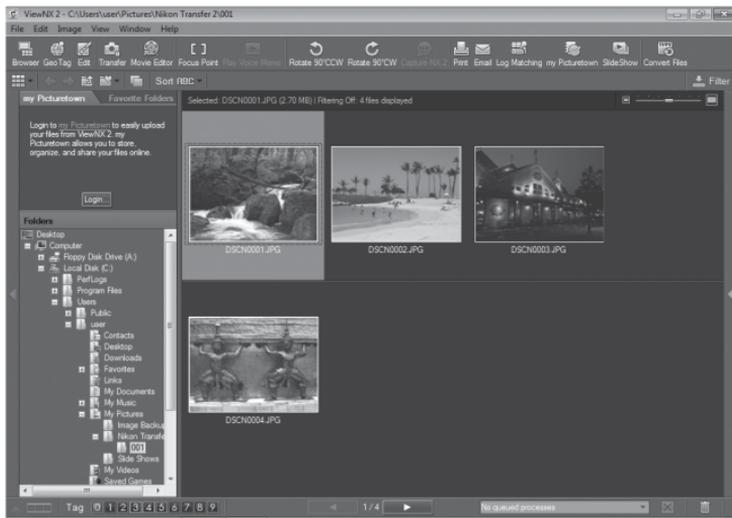 ViewNX 2 - C:\Users\user\Pictures\Nikon Transfer 2\001
File Edit Image View Window Help
Browser GeoTag Edit Transfer Movie Editor Focus Point Play Voice Memo Rotate 90°CCW Rotate 90°CW Capture NX 2 Print Email Log Matching my Picturetown SlideShow Convert Files
Sort ABC Filter
my Picturetown Favorite Folders
Selected: DSCN0001.JPG (2.70 MB) | Filtering Off: 4 files displayed
Login to my Picturetown to easily upload
your files from ViewNX 2. my
Picturetown allows you to store,
organize, and share your files online.
Login...
Folders
Desktop
Computer
Floppy Disk Drive (A:)
Local Disk (C:)
PerfLogs
Program Files
Users
Public
user
Contacts
Desktop
Downloads
Favorites
Links
My Documents
My Music
My Pictures
Image Backu
Nikon Transfe
001
Slide Shows
My Videos
Saved Games
DSCN0001.JPG
DSCN0002.JPG
DSCN0003.JPG
DSCN0004.JPG
Tag 0 1 2 3 4 5 6 7 8 9
1/4
No queued processes